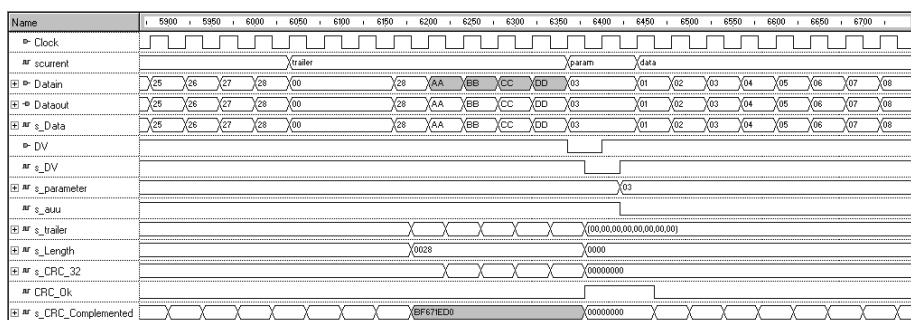 Name 5900 5950 6000 6050 6100 6150 6200 6250 6300 6350 6400 6450 6500 6550 6600 6650 6700
Clock
scurrent trailer param data
Datain 25 26 27 28 00 28 AA BB CC DD 03 01 02 03 04 05 06 07 08
Dataout 25 26 27 28 00 28 AA BB CC DD 03 01 02 03 04 05 06 07 08
s_Data 25 26 27 28 00 28 AA BB CC DD 03 01 02 03 04 05 06 07 08
DV
s_DV
s_parameter 03
s_auu
s_trailer (00,00,00,00,00,00,00,00)
s_Length 0028 0000
s_CRC_32 00000000
CRC_Ok
s_CRC_Complemented BF671ED0 00000000